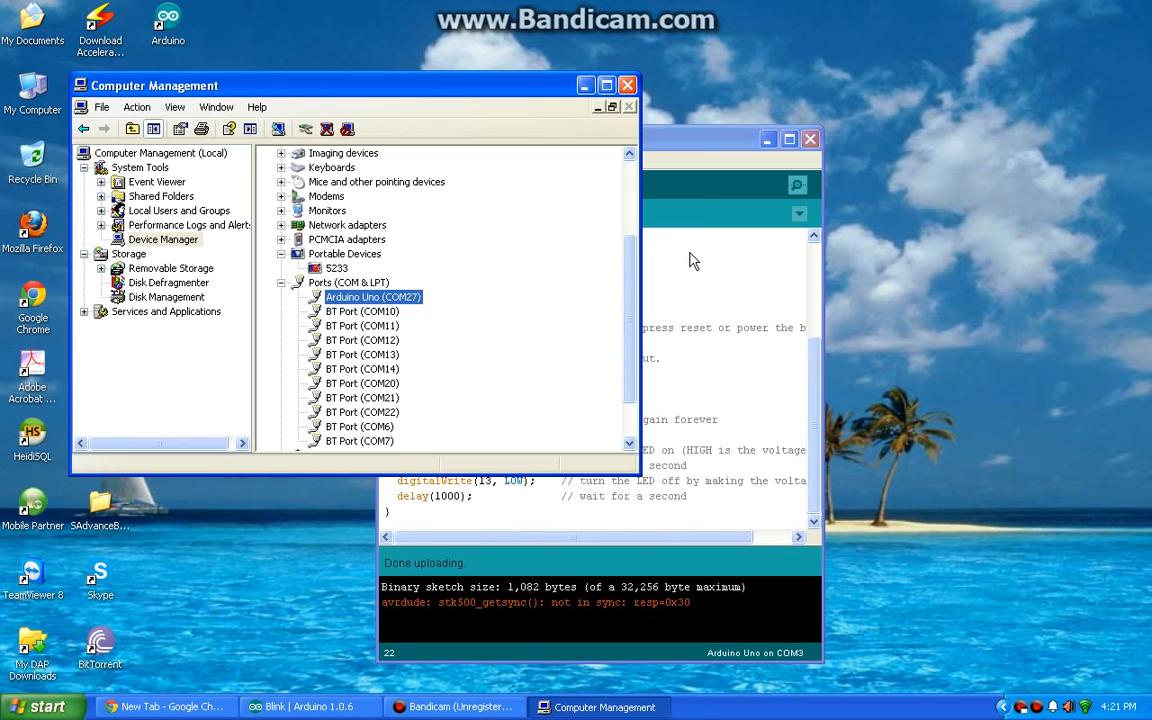 www.Bandicam.com
My Documents
Download
Accelera...
Arduino
My Computer
Recycle Bin
Mozilla Firefox
Google
Chrome
Adobe
Acrobat ...
HS
HeidiSQL
Mobile Partner
SAdvanceB...
TeamViewer 8
Skype
My DAP
Downloads
BitTorrent
Computer Management
File Action View Window Help
Computer Management (Local)
System Tools
Event Viewer
Shared Folders
Local Users and Groups
Performance Logs and Alerts
Device Manager
Storage
Removable Storage
Disk Defragmenter
Disk Management
Services and Applications
Imaging devices
Keyboards
Mice and other pointing devices
Modems
Monitors
Network adapters
PCMCIA adapters
Portable Devices
5233
Ports (COM & LPT)
Arduino Uno (COM27)
BT Port (COM10)
BT Port (COM11)
BT Port (COM12)
BT Port (COM13)
BT Port (COM14)
BT Port (COM20)
BT Port (COM21)
BT Port (COM22)
BT Port (COM6)
BT Port (COM7)
press reset or power the b
ut.
gain forever
ED on (HIGH is the voltage
second
digitalWrite(13, LOW); // turn the LED off by making the volta
delay(1000); // wait for a second
}
Done uploading.
Binary sketch size: 1,082 bytes (of a 32,256 byte maximum)
avrdude: stk500_getsync(): not in sync: resp=0x30
22
Arduino Uno on COM3
start
New Tab - Google Ch...
Blink | Arduino 1.0.6
Bandicam (Unregister...
Computer Management
4:21 PM